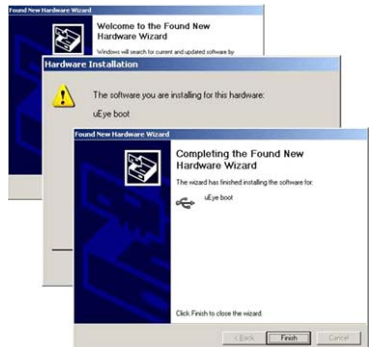 Found New Hardware Wizard
Welcome to the Found New
Hardware Wizard
Windows will search for current and updated software by
Hardware Installation
The software you are installing for this hardware:
uEye boot
Found New Hardware Wizard
Completing the Found New
Hardware Wizard
The wizard has finished installing the software for:
uEye boot
Click Finish to close the wizard.
< Back
Finish
Cancel